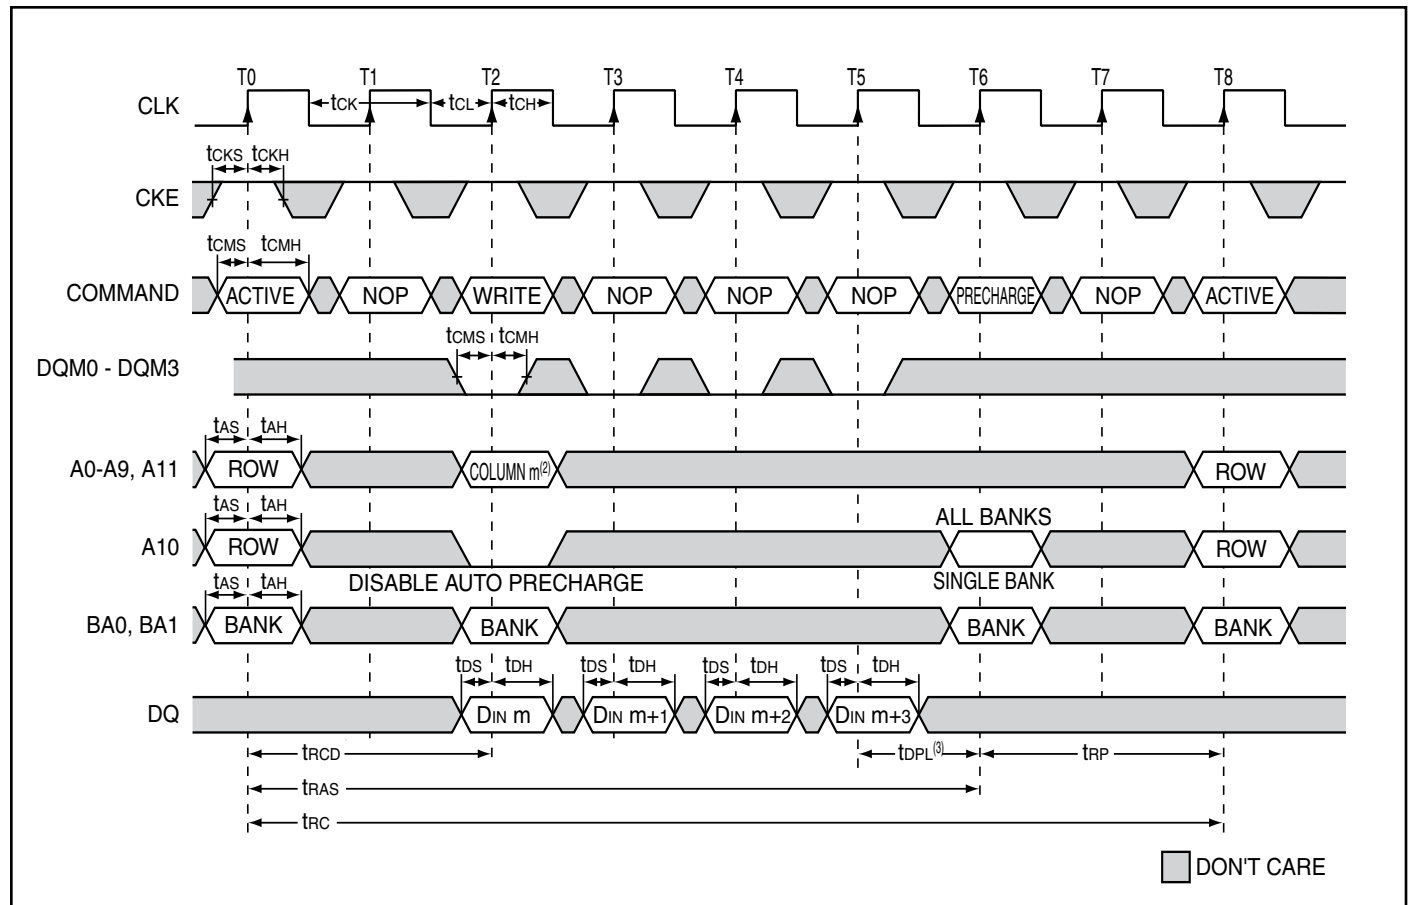 T0 T1 T2 T3 T4 T5 T6 T7 T8
CLK tCK tCL tCH
tCKS tCKH
CKE
tCMS tCMH
COMMAND ACTIVE NOP WRITE NOP NOP NOP PRECHARGE NOP ACTIVE
tCMS tCMH
DQM0 - DQM3
tAS tAH
A0-A9, A11 ROW COLUMN m(2) ROW
tAS tAH ALL BANKS
A10 ROW ROW
tAS tAH DISABLE AUTO PRECHARGE SINGLE BANK
BA0, BA1 BANK BANK BANK BANK
tDS tDH tDS tDH tDS tDH tDS tDH
DQ DIN m DIN m+1 DIN m+2 DIN m+3
tRCD tDPL(3) tRP
tRAS
tRC
DON'T CARE